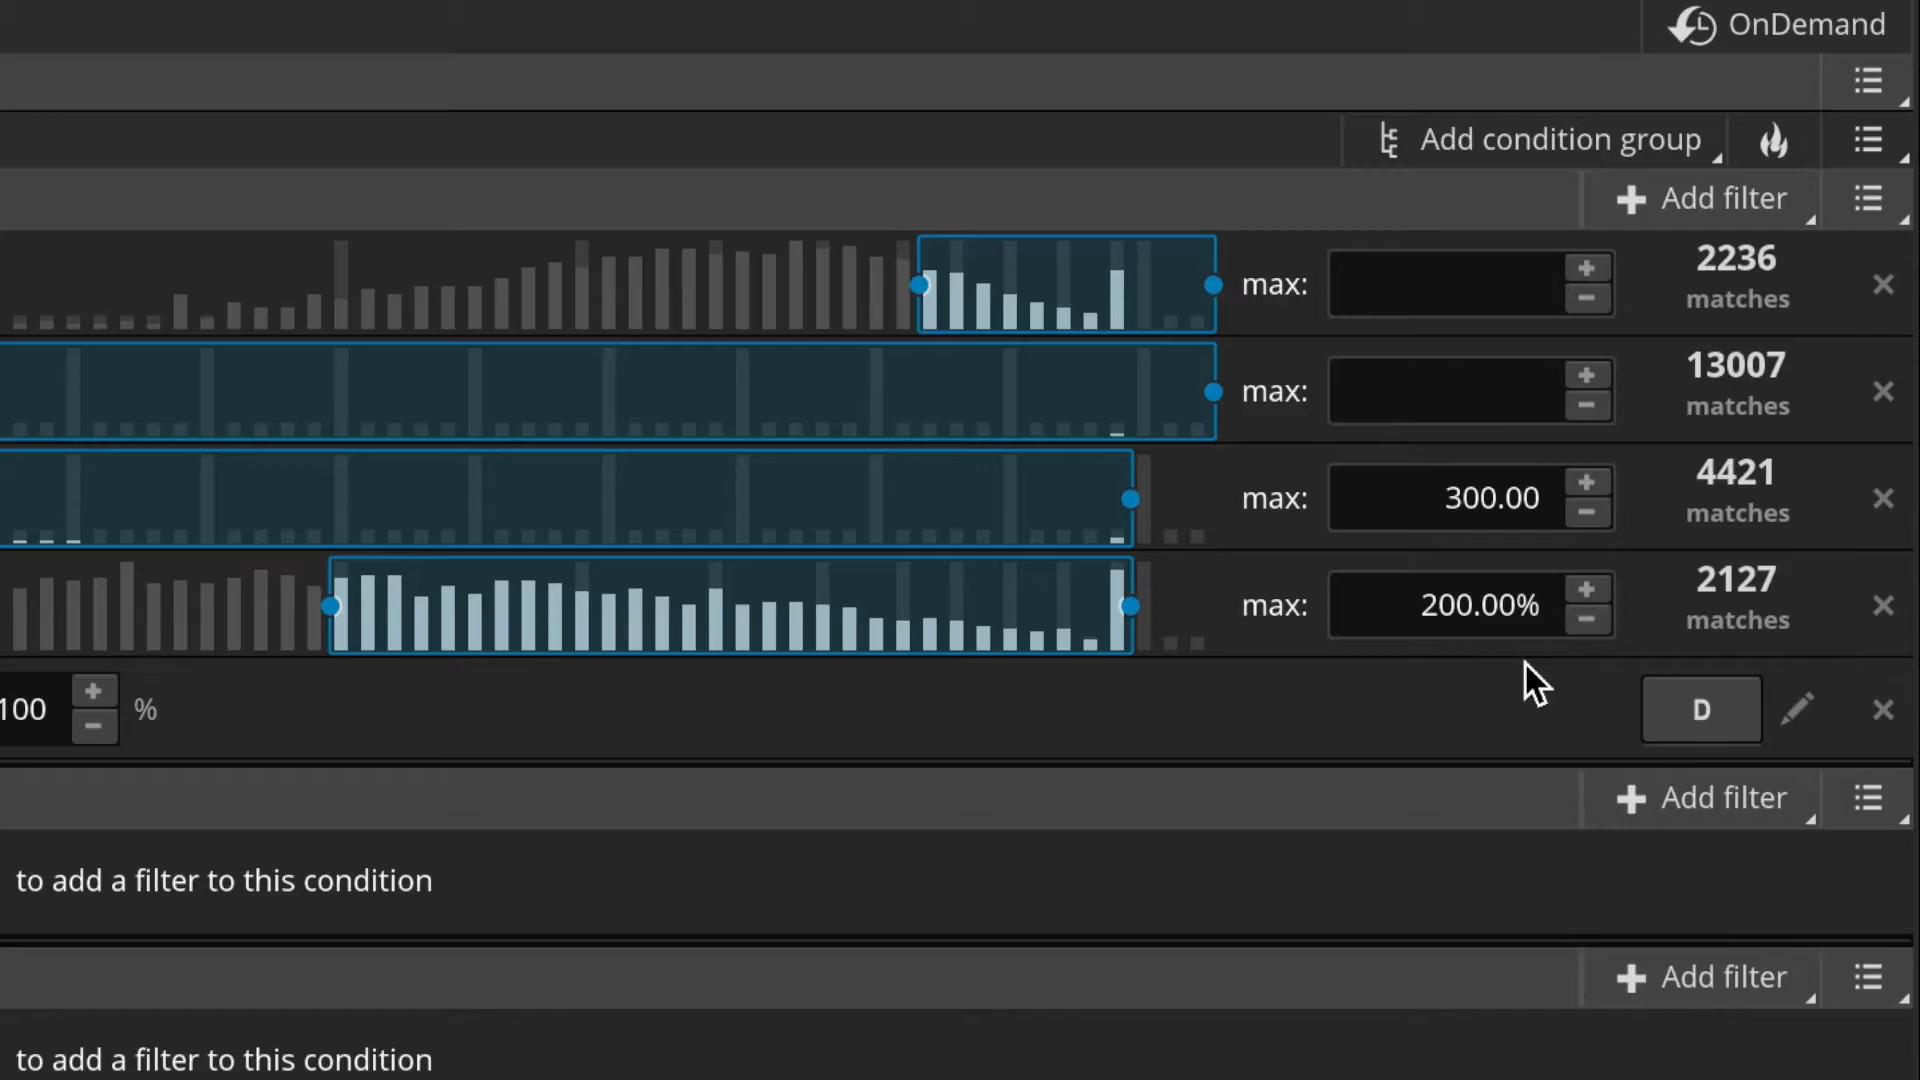 OnDemand
Add condition group
Add filter
max:
2236
matches
max:
13007
matches
max:
300.00
4421
matches
max:
200.00%
2127
matches
100
%
D
Add filter
to add a filter to this condition
Add filter
to add a filter to this condition